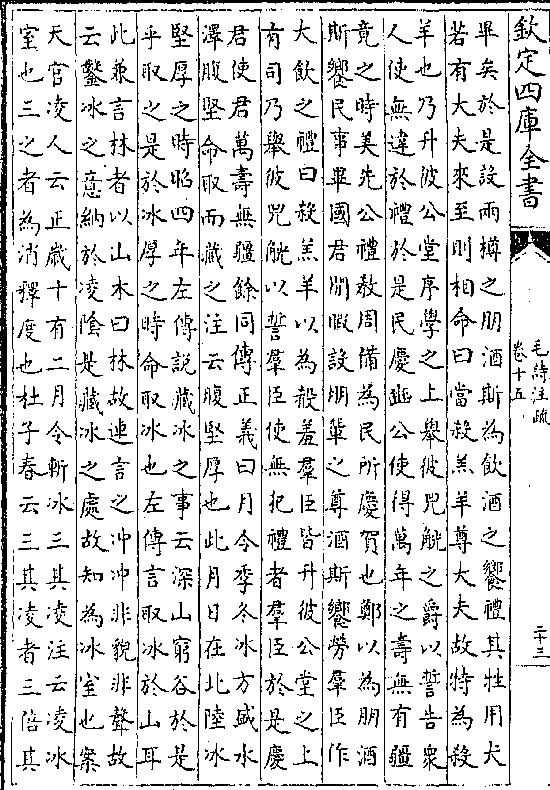 欽定四庫全書
毛詩注疏
卷十五
二十三
畢矣於是設兩樽之朋酒斯為飲酒之饗禮其牲用犬
若有大夫來至則相命曰當殺羔羊尊大夫故特為殺
羊也乃升彼公堂序學之上舉彼兕觥之爵以誓告衆
人使無違於禮於是民慶豳公使得萬年之壽無有疆
竟之時美先公禮教周備為民所慶賀也鄭以為朋酒
斯饗民事畢國君閒暇設朋輩之尊酒斯饗勞羣臣作
大飲之禮曰殺羔羊以為殽羞羣臣皆升彼公堂之上
有司乃舉彼兕觥以誓羣臣使無犯禮者羣臣於是慶
君使君萬壽無疆餘同傳正義曰月令季冬冰方盛水
澤腹堅命取而藏之注云腹堅厚也此月日在北陸冰
堅厚之時昭四年左傳說藏冰之事云深山窮谷於是
乎取之是於冰厚之時命取冰也左傳言取冰於山耳
此兼言林者以山木曰林故連言之沖沖非貌非聲故
云鑿冰之意納於凌陰是藏冰之處故知為冰室也案
天官凌人云正歲十有二月令斬冰三其凌注云凌冰
室也三之者為消釋度也杜子春云三其凌者三倍其